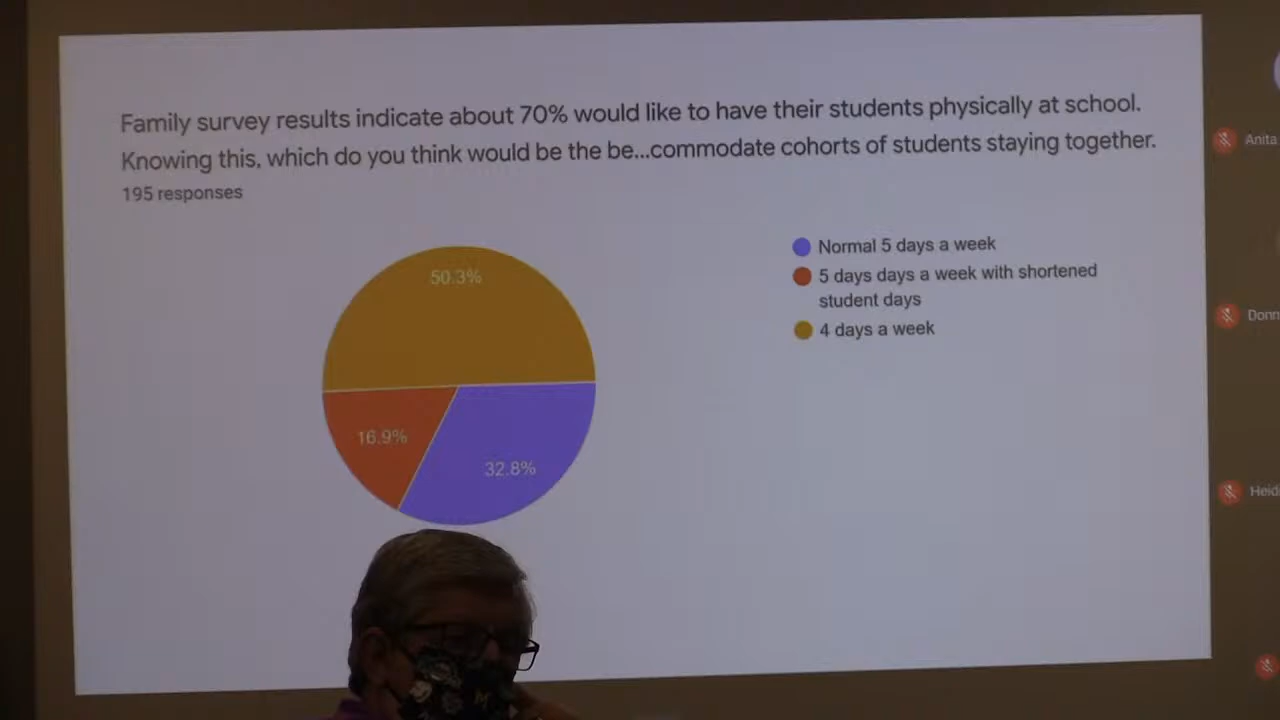 Family survey results indicate about 70% would like to have their students physically at school.
Knowing this, which do you think would be the be...commodate cohorts of students staying together.
195 responses
50.3%
16.9%
32.8%
Normal 5 days a week
5 days days a week with shortened
student days
4 days a week
Anita